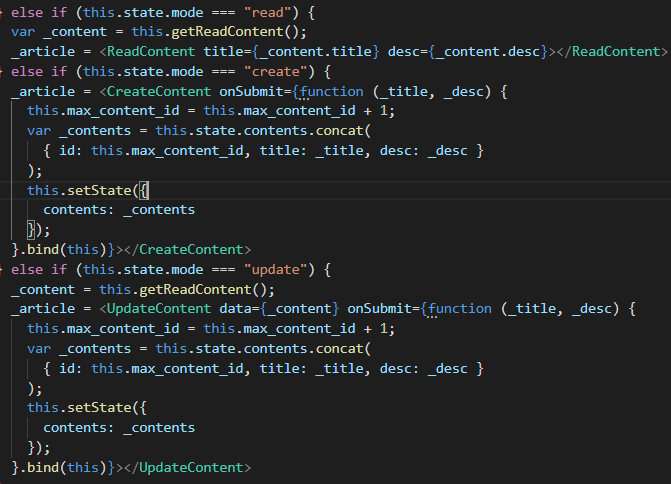 } else if (this.state.mode === "read") {
var _content = this.getReadContent();
_article = <ReadContent title={_content.title} desc={_content.desc}></ReadContent>
} else if (this.state.mode === "create") {
_article = <CreateContent onSubmit={function (_title, _desc) {
this.max_content_id = this.max_content_id + 1;
var _contents = this.state.contents.concat(
{ id: this.max_content_id, title: _title, desc: _desc }
);
this.setState({
contents: _contents
});
}.bind(this)}></CreateContent>
} else if (this.state.mode === "update") {
_content = this.getReadContent();
_article = <UpdateContent data={_content} onSubmit={function (_title, _desc) {
this.max_content_id = this.max_content_id + 1;
var _contents = this.state.contents.concat(
{ id: this.max_content_id, title: _title, desc: _desc }
);
this.setState({
contents: _contents
});
}.bind(this)}></UpdateContent>